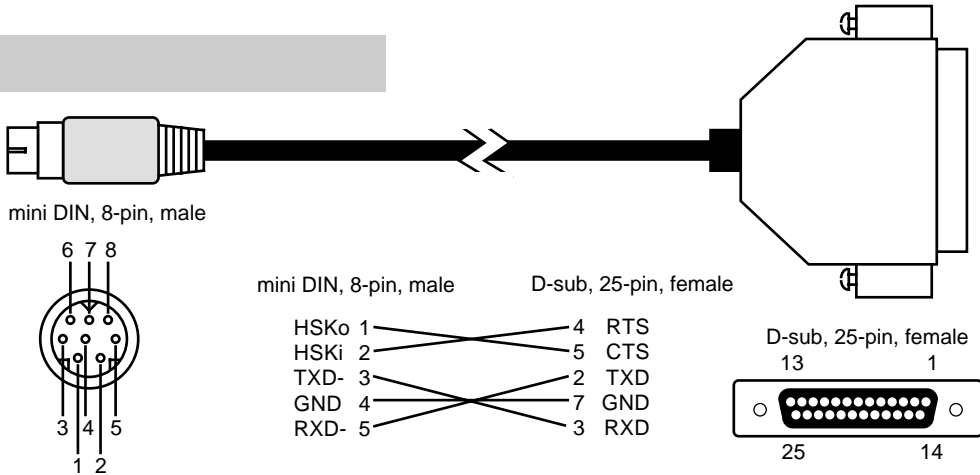 mini DIN, 8-pin, male
6 7 8
3 4 5
1 2
mini DIN, 8-pin, male D-sub, 25-pin, female
HSKo 1 4 RTS
HSKi 2 5 CTS
TXD- 3 2 TXD
GND 4 7 GND
RXD- 5 3 RXD
D-sub, 25-pin, female
13 1
25 14